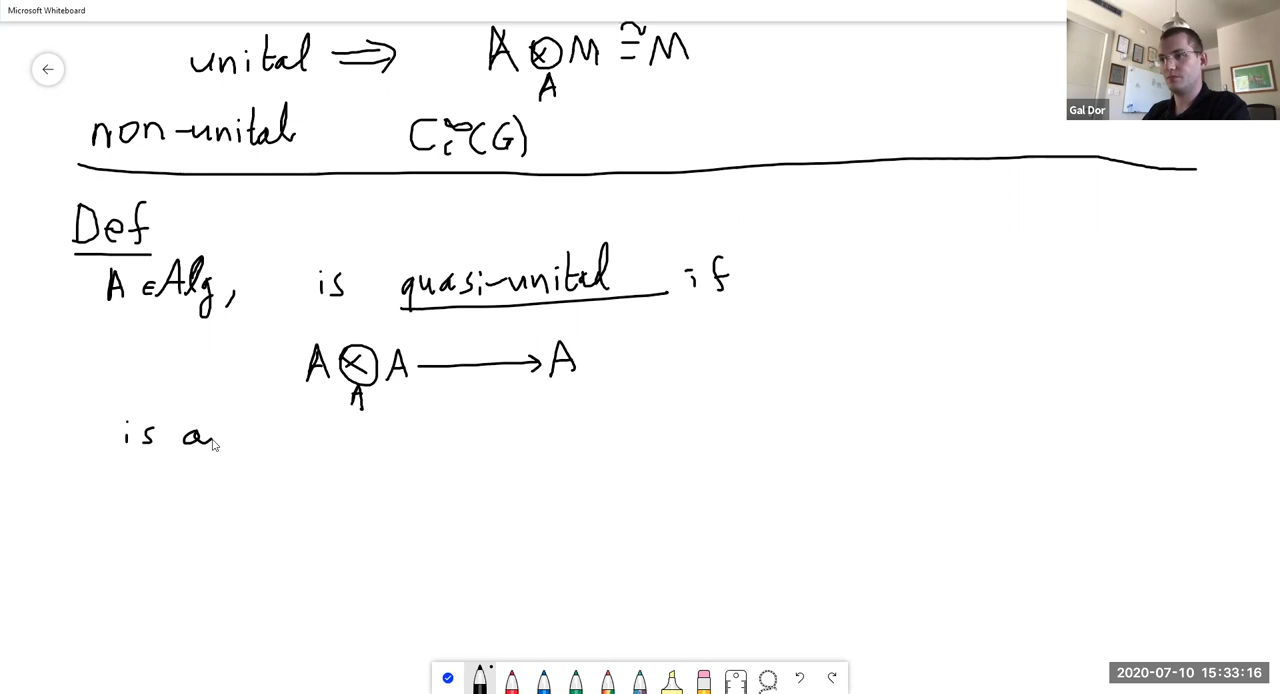 Microsoft Whiteboard
unital ⟹ A ⊗_A M ≅ M
non-unital C_c^∞(G)
Def
A ∈ Alg, is quasi-unital if
A ⊗_A A ⟶ A
is a
Gal Dor
2020-07-10 15:33:16